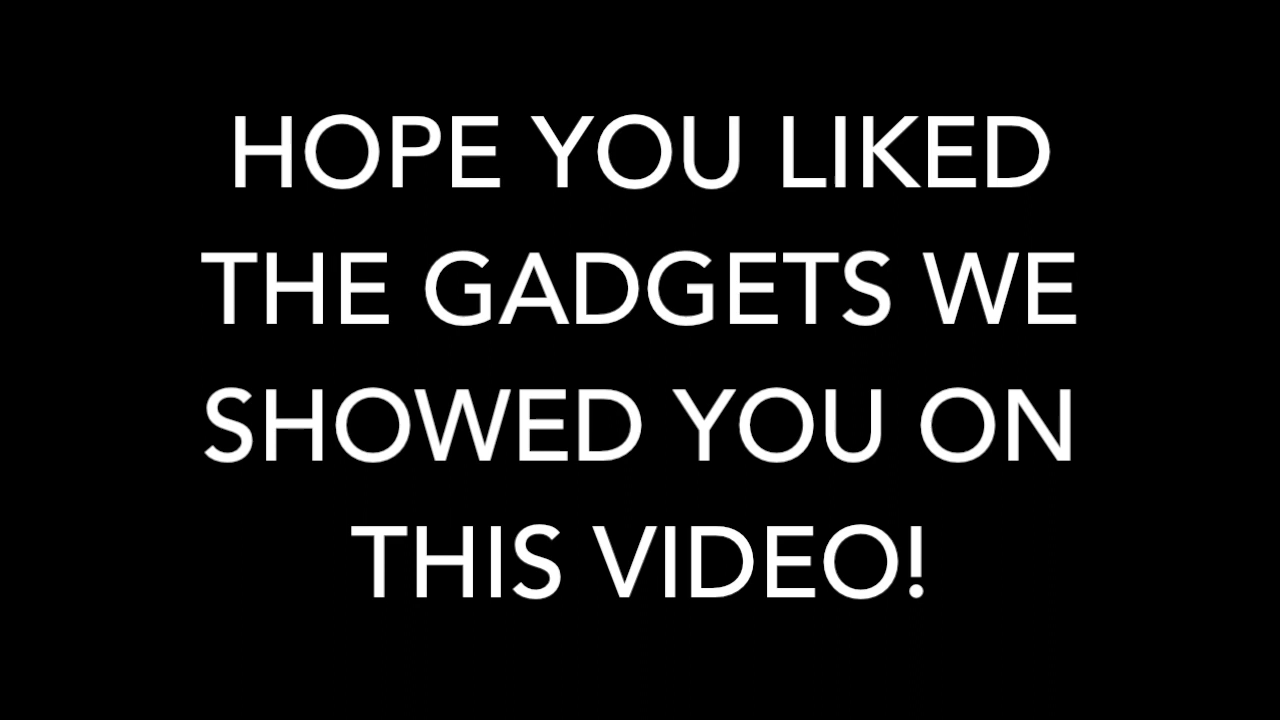 HOPE YOU LIKED
THE GADGETS WE
SHOWED YOU ON
THIS VIDEO!